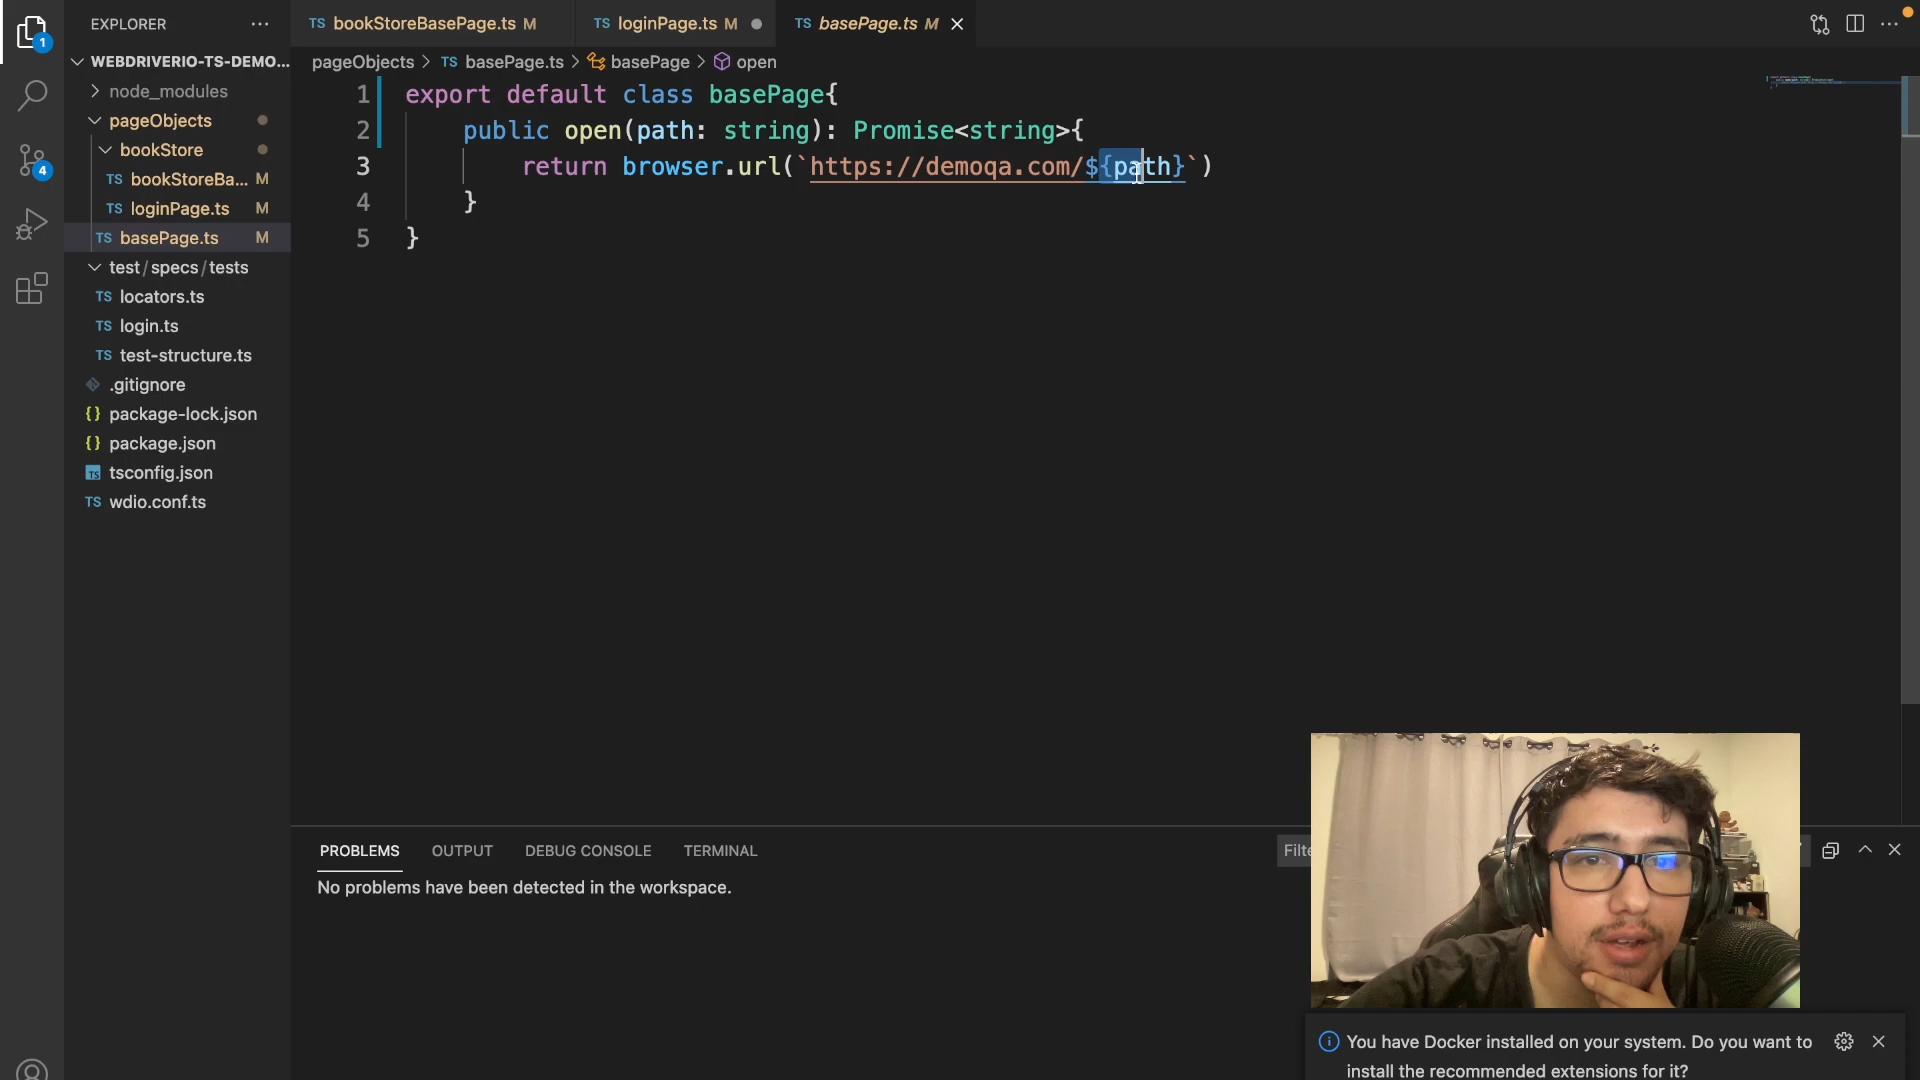 EXPLORER
WEBDRIVERIO-TS-DEMO...
node_modules
pageObjects
bookStore
TS bookStoreBa... M
TS loginPage.ts M
TS basePage.ts M
test/specs/tests
TS locators.ts
TS login.ts
TS test-structure.ts
.gitignore
{} package-lock.json
{} package.json
TS tsconfig.json
TS wdio.conf.ts
1
4
TS bookStoreBasePage.ts M
TS loginPage.ts M
TS basePage.ts M
pageObjects > TS basePage.ts > basePage > open
1 export default class basePage{
2 public open(path: string): Promise<string>{
3 return browser.url(`https://demoqa.com/${path}`)
4 }
5 }
PROBLEMS OUTPUT DEBUG CONSOLE TERMINAL
Filte
No problems have been detected in the workspace.
You have Docker installed on your system. Do you want to
install the recommended extensions for it?